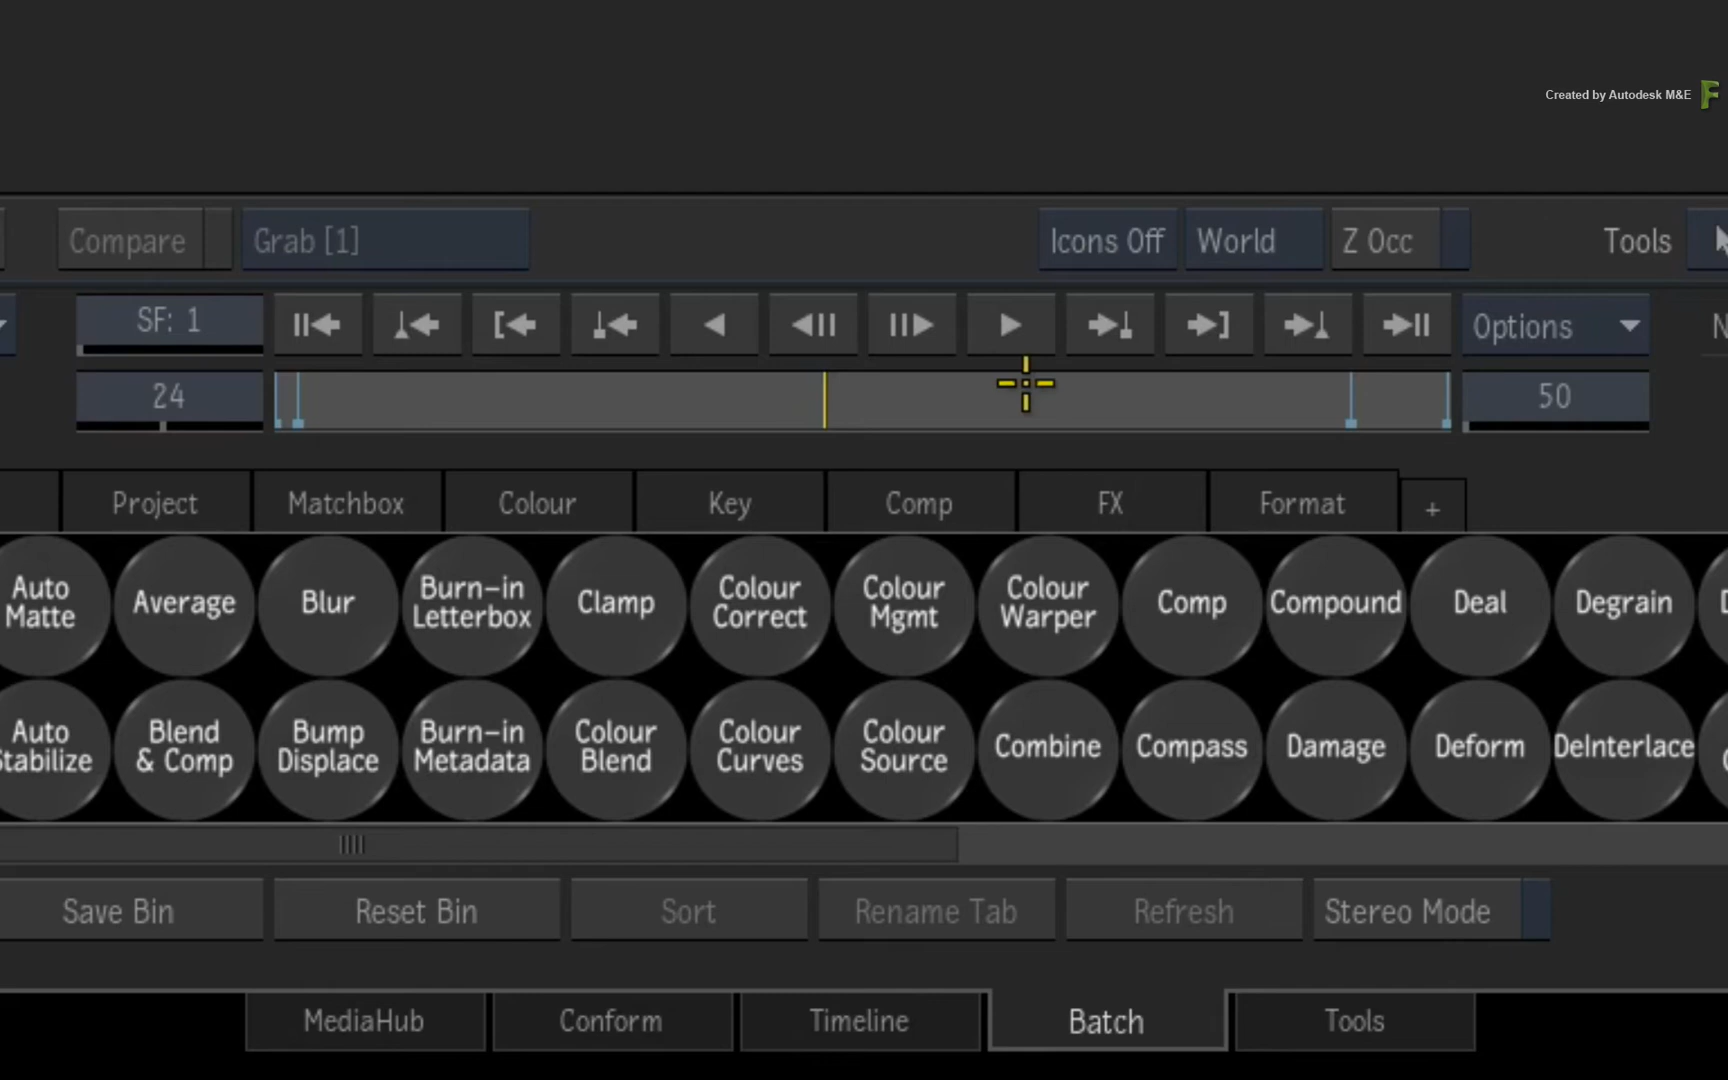 Created by Autodesk M&E
Compare Grab [1] Icons Off World Z Occ Tools
SF: 1 Options
24 50
Project Matchbox Colour Key Comp FX Format +
Auto Matte
Average
Blur
Burn-in Letterbox
Clamp
Colour Correct
Colour Mgmt
Colour Warper
Comp
Compound
Deal
Degrain
Auto Stabilize
Blend & Comp
Bump Displace
Burn-in Metadata
Colour Blend
Colour Curves
Colour Source
Combine
Compass
Damage
Deform
DeInterlace
Save Bin Reset Bin Sort Rename Tab Refresh Stereo Mode
MediaHub Conform Timeline Batch Tools